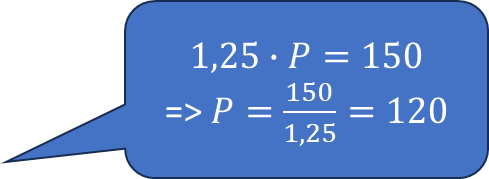 1,25 · P = 150
=> P = 150/1,25 = 120